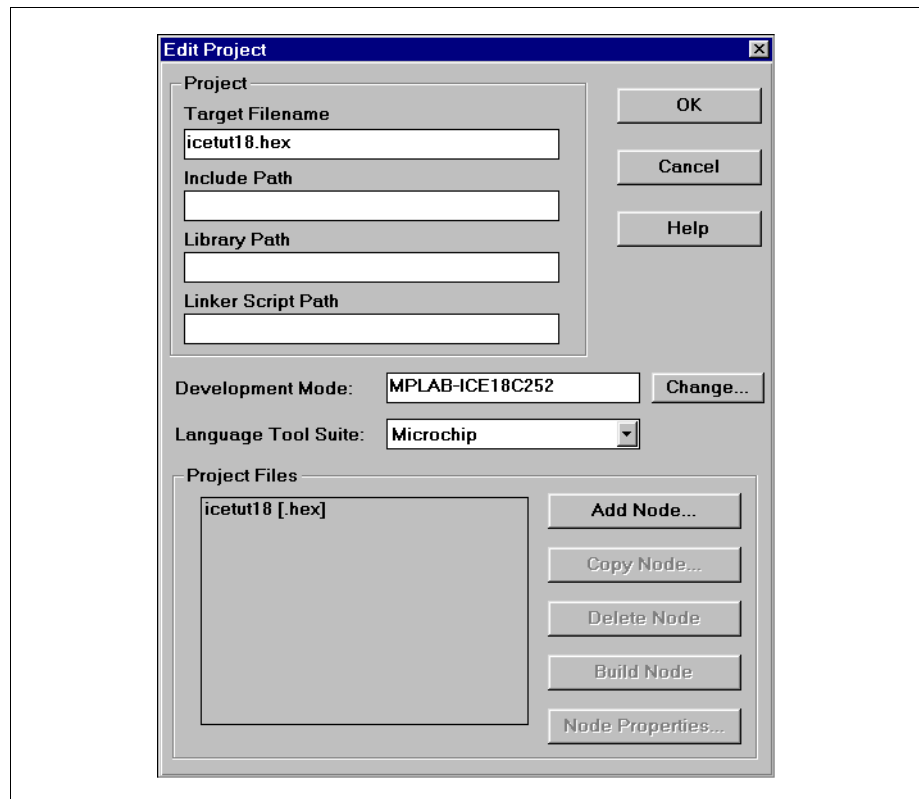 Edit Project
Project
Target Filename
icetut18.hex
Include Path
Library Path
Linker Script Path
OK
Cancel
Help
Development Mode:
MPLAB-ICE18C252
Change...
Language Tool Suite:
Microchip
Project Files
icetut18 [.hex]
Add Node...
Copy Node...
Delete Node
Build Node
Node Properties...